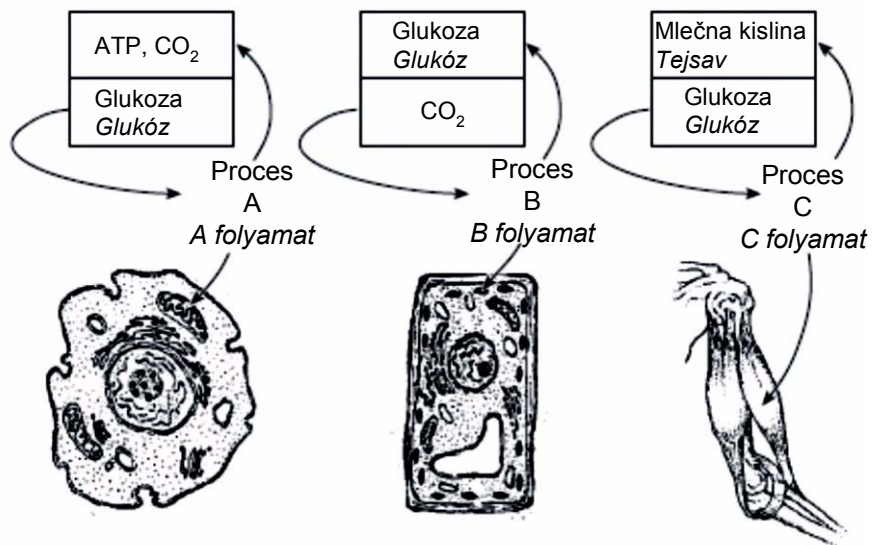 ATP, CO₂
Glukoza
Glukóz
Proces
A
A folyamat
Glukoza
Glukóz
CO₂
Proces
B
B folyamat
Mlečna kislina
Tejsav
Glukoza
Glukóz
Proces
C
C folyamat